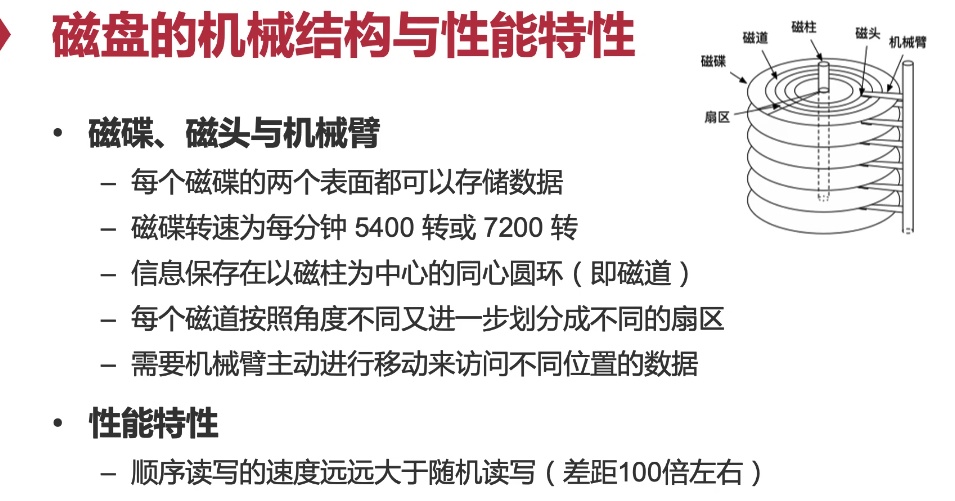 磁盘的机械结构与性能特性
磁柱
磁道
磁头
机械臂
磁碟
扇区
• 磁碟、磁头与机械臂
– 每个磁碟的两个表面都可以存储数据
– 磁碟转速为每分钟 5400 转或 7200 转
– 信息保存在以磁柱为中心的同心圆环（即磁道）
– 每个磁道按照角度不同又进一步划分成不同的扇区
– 需要机械臂主动进行移动来访问不同位置的数据
• 性能特性
– 顺序读写的速度远远大于随机读写（差距100倍左右）